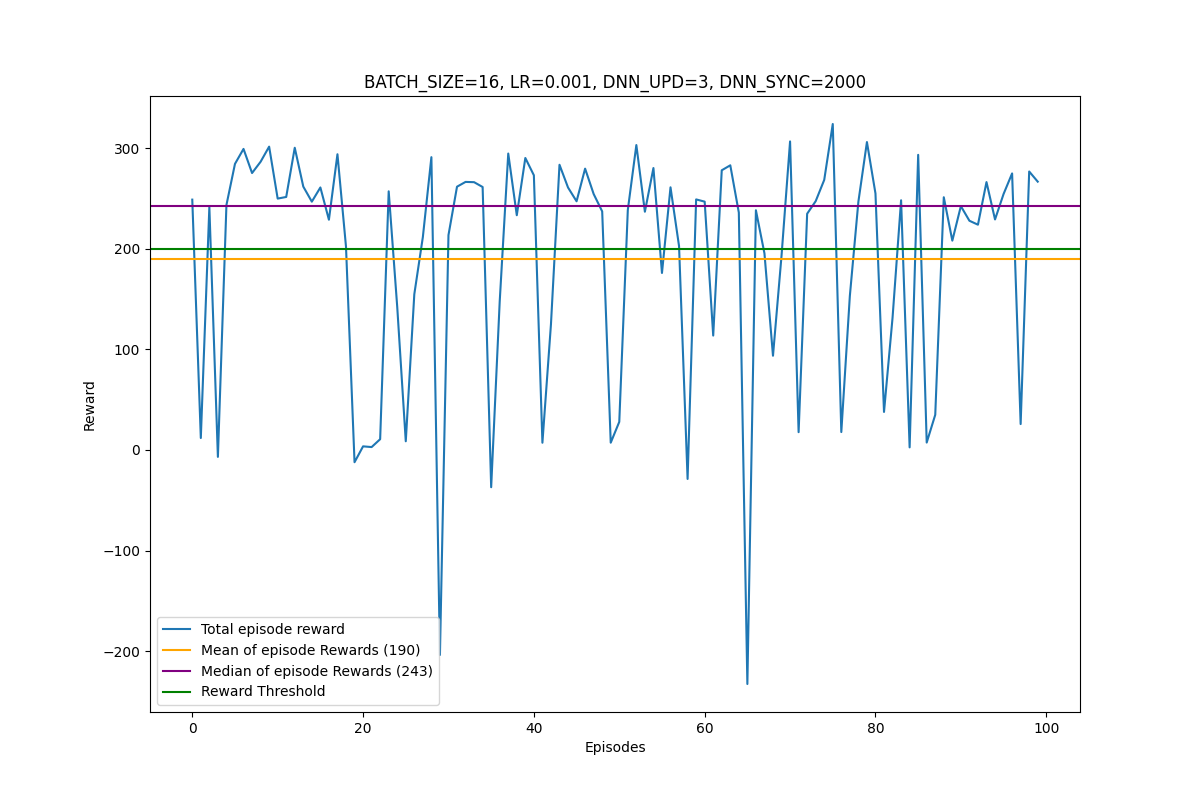 BATCH_SIZE=16, LR=0.001, DNN_UPD=3, DNN_SYNC=2000
300
200
100
0
−100
−200
Reward
Total episode reward
Mean of episode Rewards (190)
Median of episode Rewards (243)
Reward Threshold
0 20 40 60 80 100
Episodes